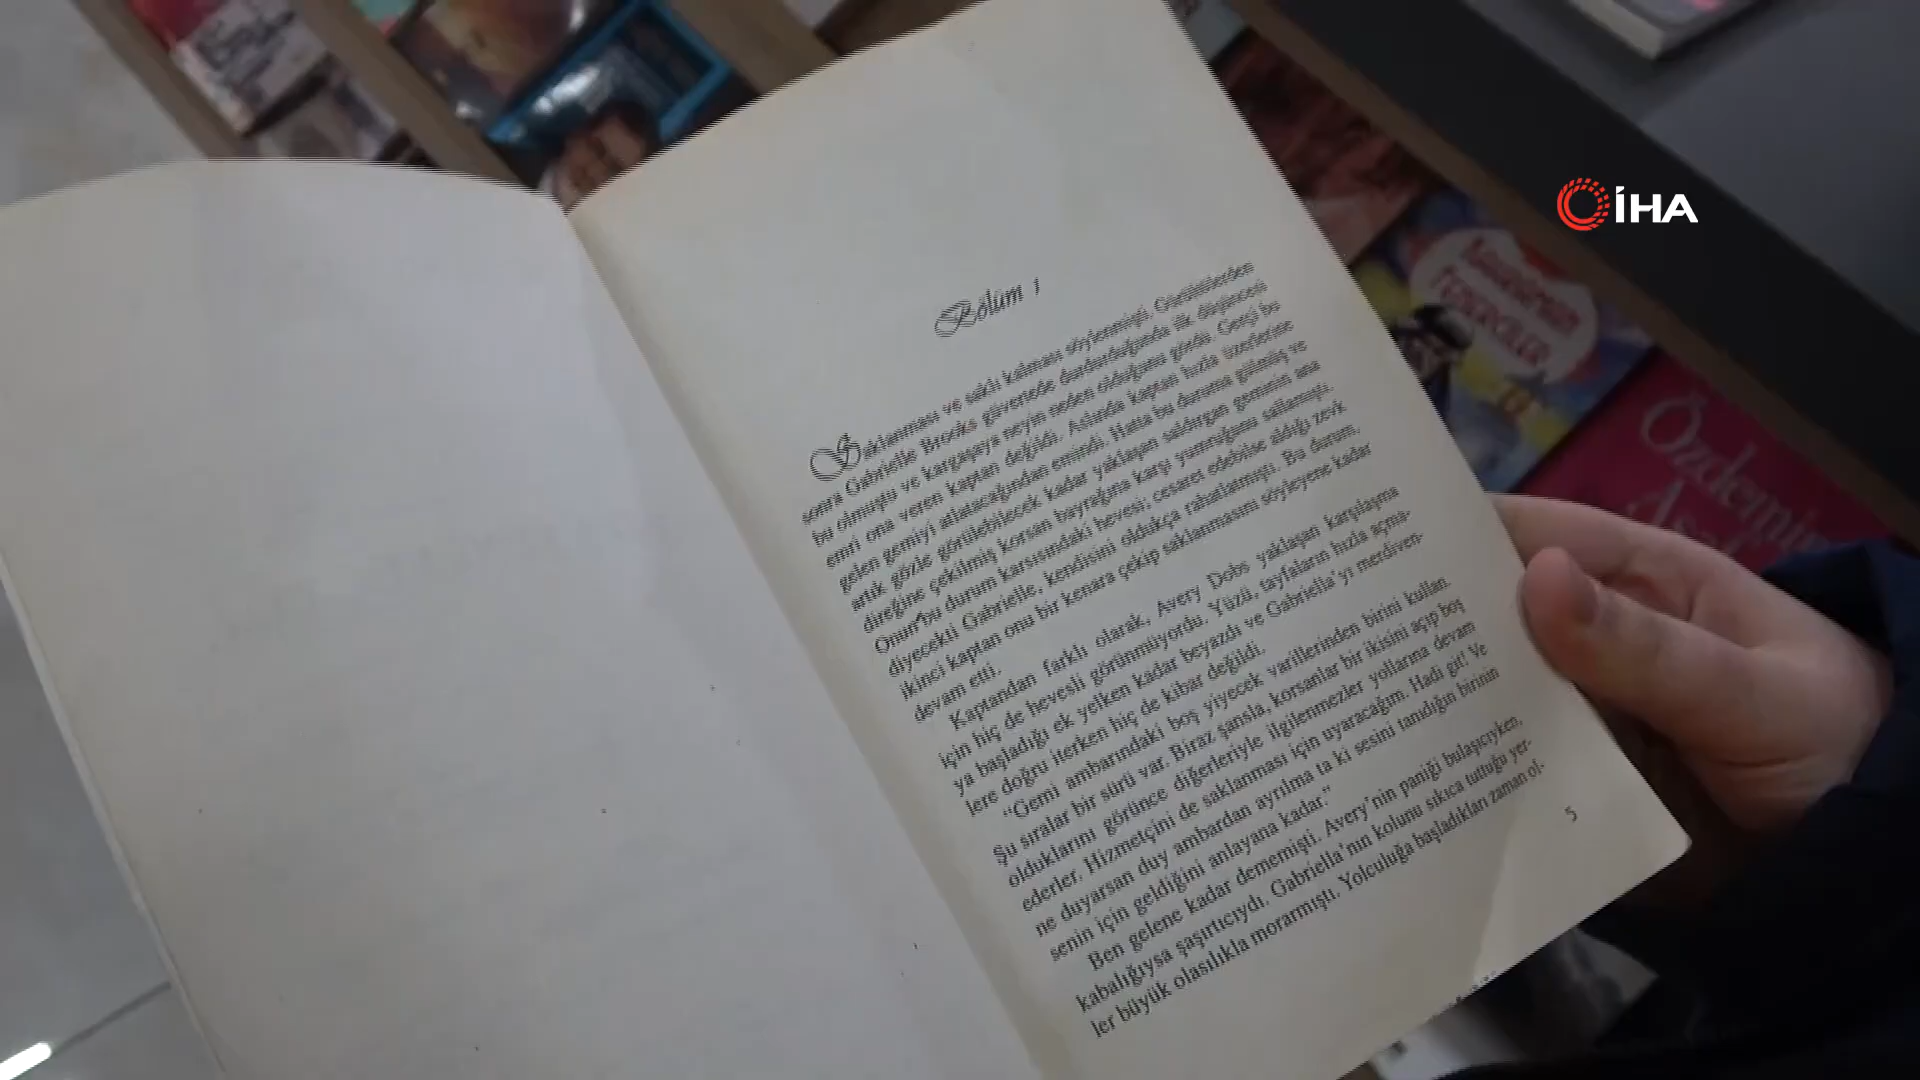 İHA
Bölüm 1
Saklanması ve saklı kalması söylenmişti. Gürültülerden
sonra Gabrielle Brooks güvertede durdurduğunda ilk düşüncesi
bu olmuştu ve kargaşaya neyin neden olduğunu gördü. Gerçi bu
emri ona veren kaptan değildi. Aslında kaptan hızla üzerlerine
gelen gemiyi atlatacağından emindi. Hatta bu duruma gülmüş ve
artık gözle görülebilecek kadar yaklaşan saldırgan geminin ana
direğine çekilmiş korsan bayrağına karşı yumruğunu sallamıştı.
Onun bu durum karsısındaki hevesi; cesaret edebilse aldığı zevk
diyecekti Gabrielle, kendisini oldukça rahatlatmıştı. Bu durum,
ikinci kaptan onu bir kenara çekip saklanmasını söyleyene kadar
devam etti.
Kaptandan farklı olarak, Avery Dobs yaklaşan karşılaşma
için hiç de hevesli görünmüyordu. Yüzü, tayfaların hızla açma-
ya başladığı ek yelken kadar beyazdı ve Gabriella'yı merdiven-
lere doğru iterken hiç de kibar değildi.
“Gemi ambarındaki boş yiyecek varillerinden birini kullan.
Şu sıralar bir sürü var. Biraz şansla, korsanlar bir ikisini açıp boş
olduklarını görünce diğerleriyle ilgilenmezler yollarına devam
ederler. Hizmetçini de saklanması için uyaracağım. Hadi git! Ve
ne duyarsan duy ambardan ayrılma ta ki sesini tanıdığın birinin
senin için geldiğini anlayana kadar.”
Ben gelene kadar dememişti. Avery'nin paniği bulaşıcıyken,
kabalığıysa şaşırtıcıydı. Gabriella'nın kolunu sıkıca tuttuğu yer-
ler büyük olasılıkla morarmıştı. Yolculuğa başladıkları zaman ol-
5
TEFECİLER
Özdemir